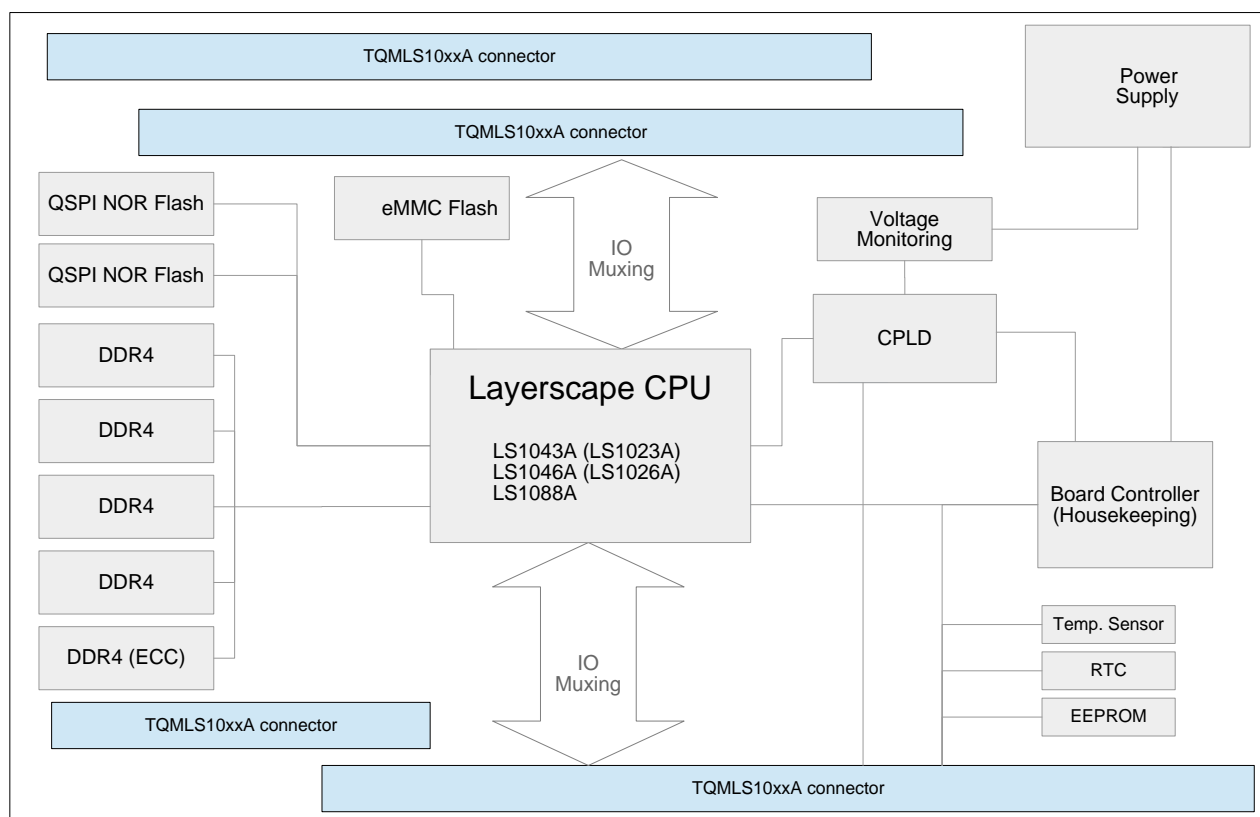 TQMLS10xxA connector
Power
Supply
TQMLS10xxA connector
QSPI NOR Flash
eMMC Flash
Voltage
Monitoring
IO
Muxing
QSPI NOR Flash
DDR4
CPLD
Layerscape CPU
DDR4
LS1043A (LS1023A)
LS1046A (LS1026A)
LS1088A
DDR4
Board Controller
(Housekeeping)
DDR4
Temp. Sensor
DDR4 (ECC)
IO
Muxing
RTC
EEPROM
TQMLS10xxA connector
TQMLS10xxA connector